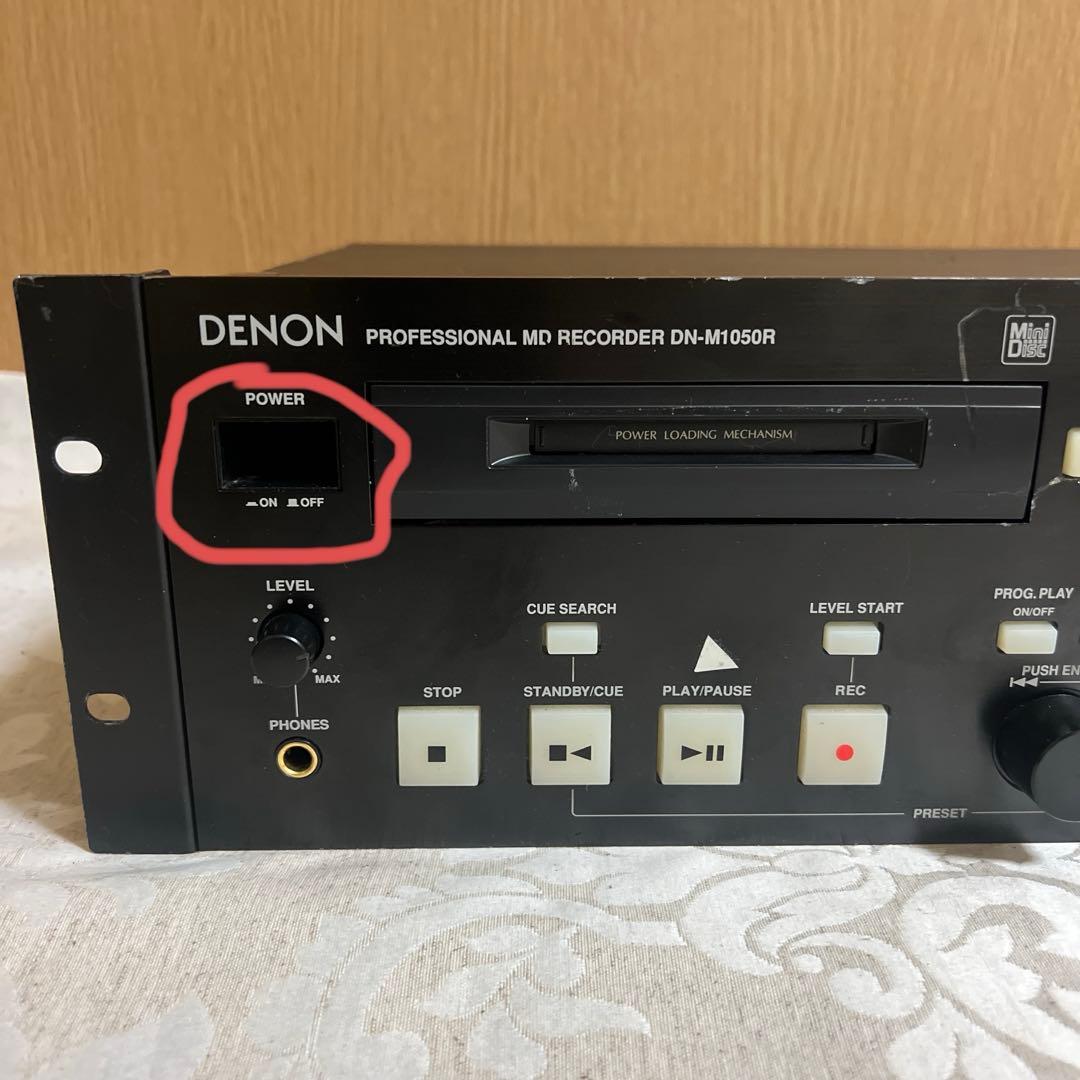 DENON PROFESSIONAL MD RECORDER DN-M1050R
Mini
Disc
POWER
POWER LOADING MECHANISM
ON OFF
LEVEL
MAX
PHONES
CUE SEARCH
LEVEL START
PROG. PLAY
ON/OFF
PUSH EN
STOP
STANDBY/CUE
PLAY/PAUSE
REC
PRESET